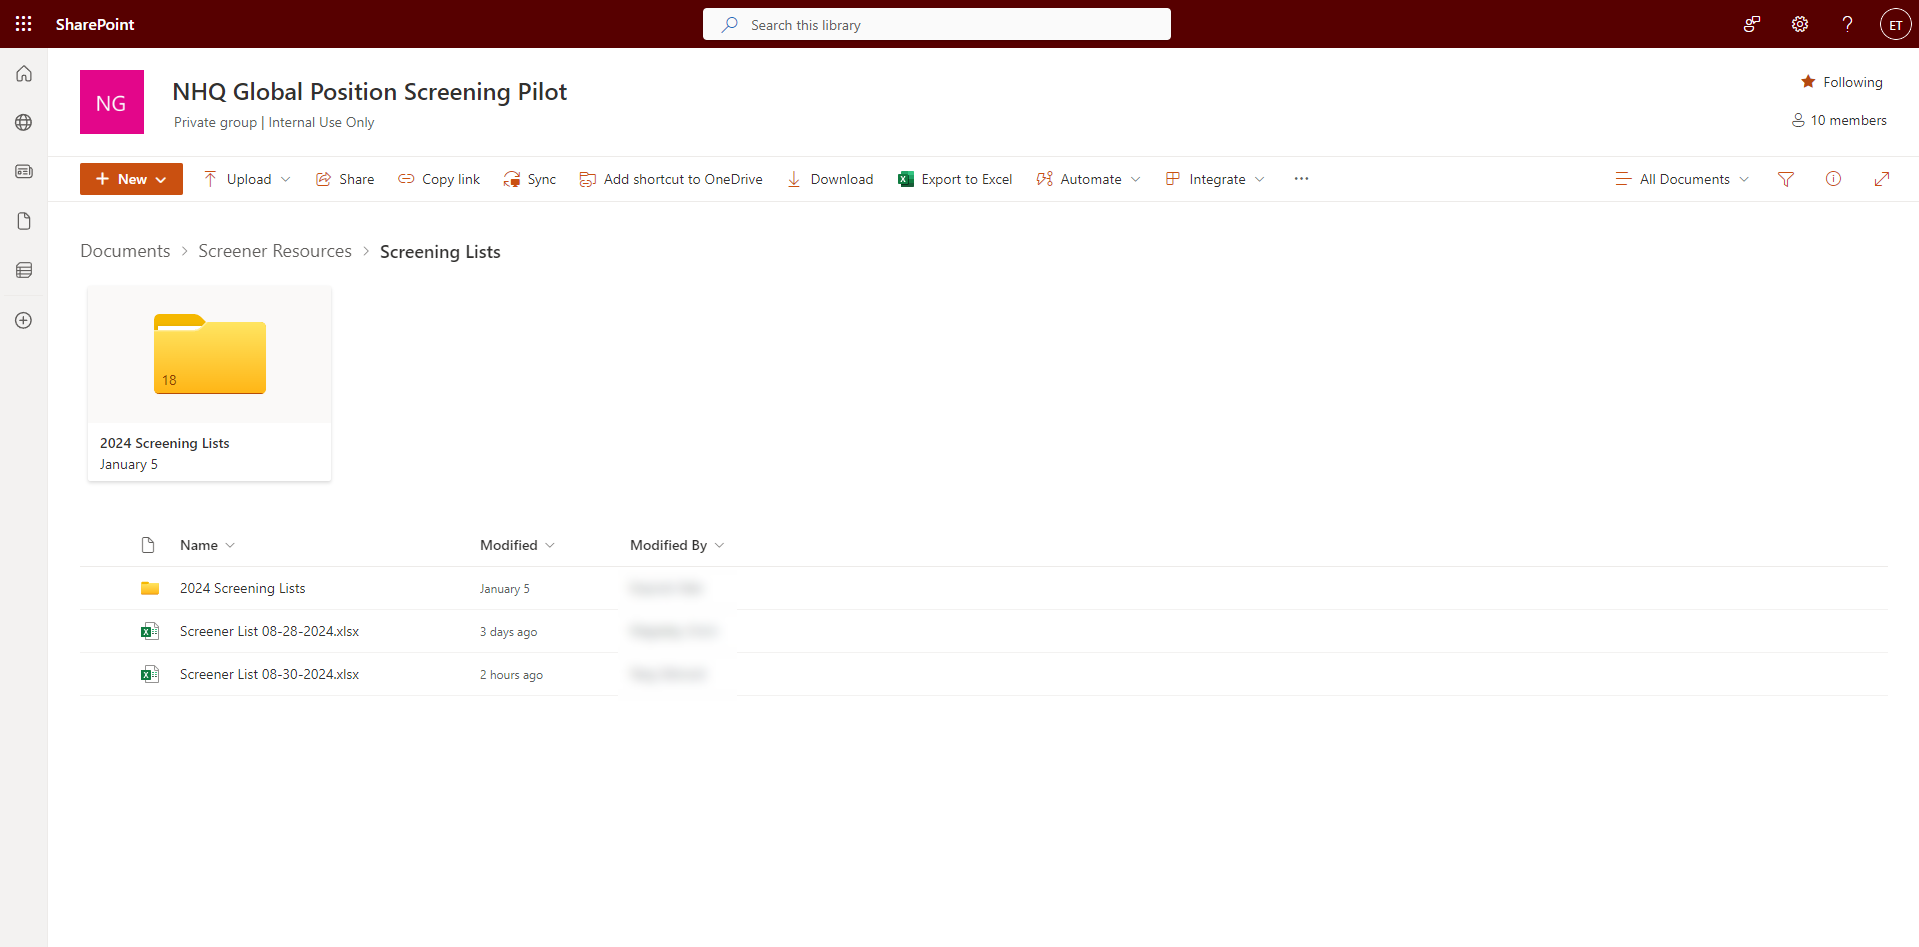 SharePoint
Search this library
ET
NG
NHQ Global Position Screening Pilot
Private group | Internal Use Only
Following
10 members
New
Upload
Share
Copy link
Sync
Add shortcut to OneDrive
Download
Export to Excel
Automate
Integrate
All Documents
Documents > Screener Resources > Screening Lists
18
2024 Screening Lists
January 5
Name Modified Modified By
2024 Screening Lists January 5
Screener List 08-28-2024.xlsx 3 days ago
Screener List 08-30-2024.xlsx 2 hours ago